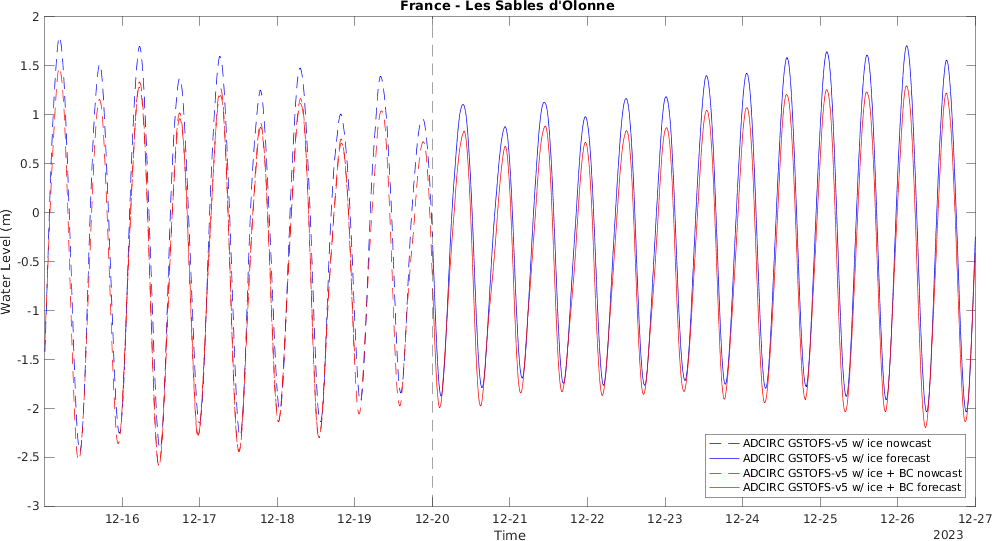 France - Les Sables d'Olonne
2
1.5
1
0.5
0
-0.5
-1
-1.5
-2
-2.5
-3
Water Level (m)
ADCIRC GSTOFS-v5 w/ ice nowcast
ADCIRC GSTOFS-v5 w/ ice forecast
ADCIRC GSTOFS-v5 w/ ice + BC nowcast
ADCIRC GSTOFS-v5 w/ ice + BC forecast
12-16 12-17 12-18 12-19 12-20 12-21 12-22 12-23 12-24 12-25 12-26 12-27
Time
2023